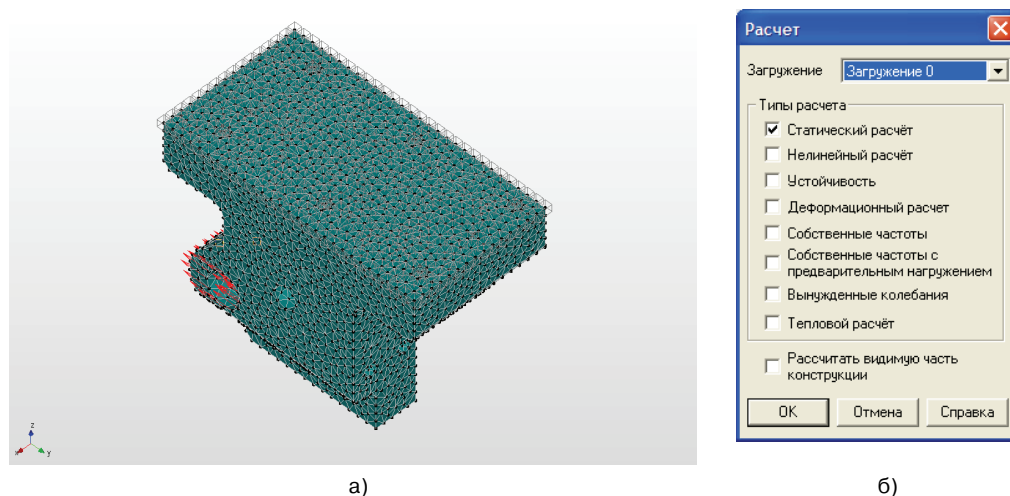 Расчет
Загружение Загружение 0
Типы расчета
Статический расчёт
Нелинейный расчёт
Устойчивость
Деформационный расчет
Собственные частоты
Собственные частоты с
предварительным нагружением
Вынужденные колебания
Тепловой расчёт
Рассчитать видимую часть
конструкции
ОК Отмена Справка
z
x
y
а)
б)